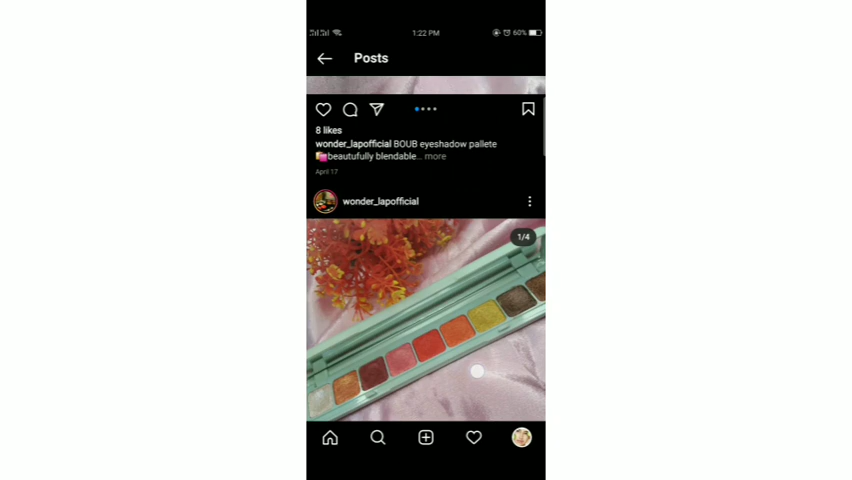 1:22 PM
60%
Posts
8 likes
wonder_lapofficial BOUB eyeshadow pallete
beautufully blendable... more
April 17
wonder_lapofficial
1/4